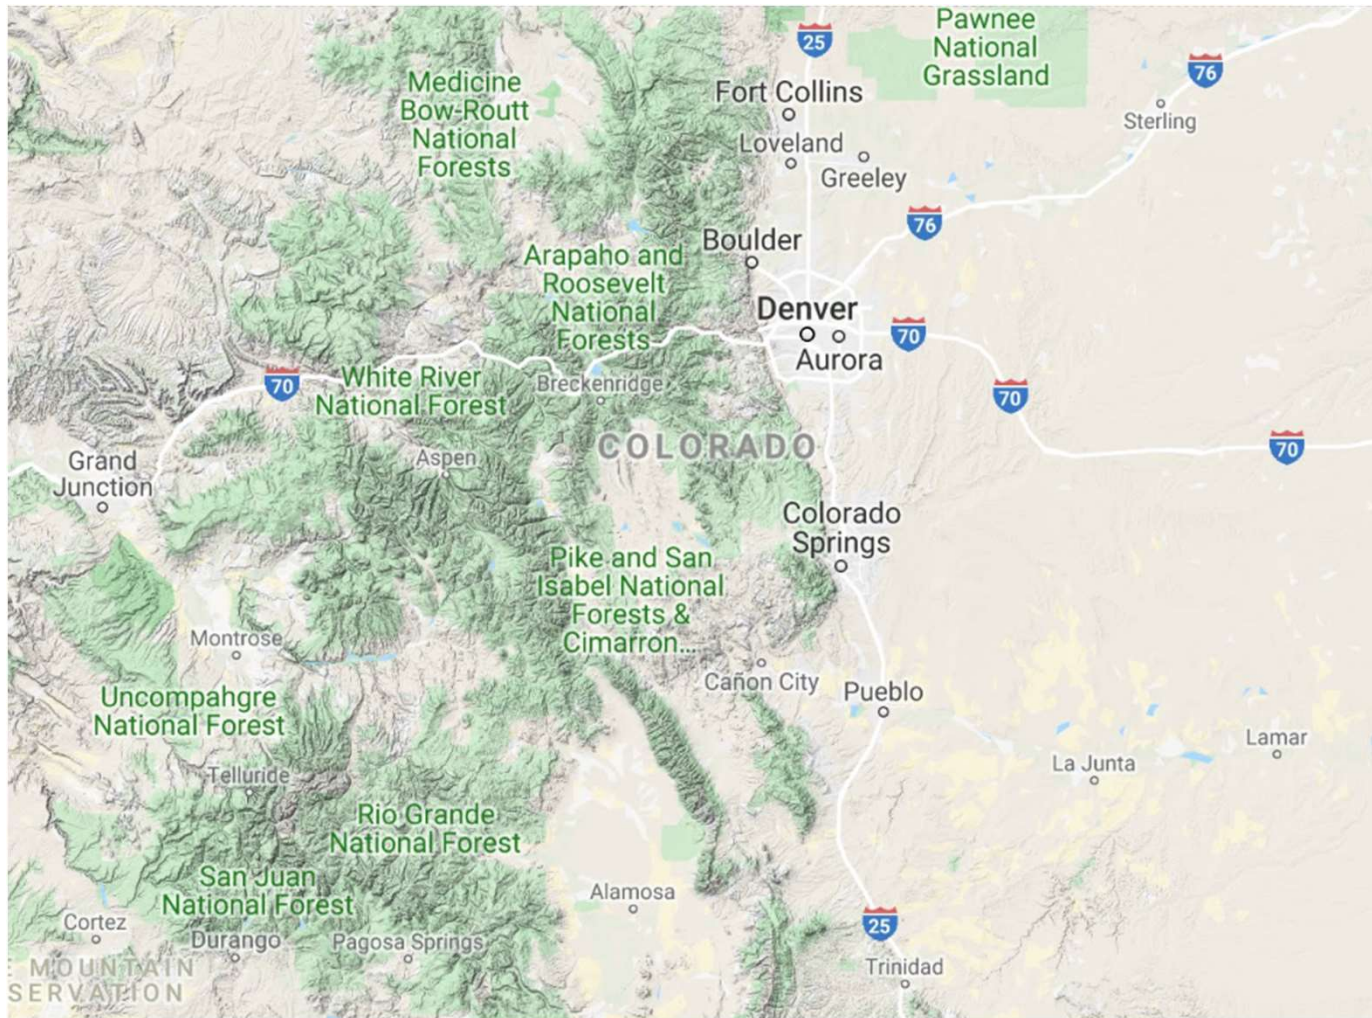 Pawnee
National
Grassland
25
76
Medicine
Bow-Routt
National
Forests
Fort Collins
Sterling
Loveland
Greeley
76
Boulder
Arapaho and
Roosevelt
National
Forests
Denver
70
Aurora
70
White River
National Forest
Breckenridge
70
COLORADO
70
Grand
Junction
Aspen
Colorado
Springs
Pike and San
Isabel National
Forests &
Cimarron...
Montrose
Cañon City
Pueblo
Uncompahgre
National Forest
Lamar
La Junta
Telluride
Rio Grande
National Forest
San Juan
National Forest
Alamosa
Cortez
25
Durango
Pagosa Springs
E MOUNTAIN
SERVATION
Trinidad